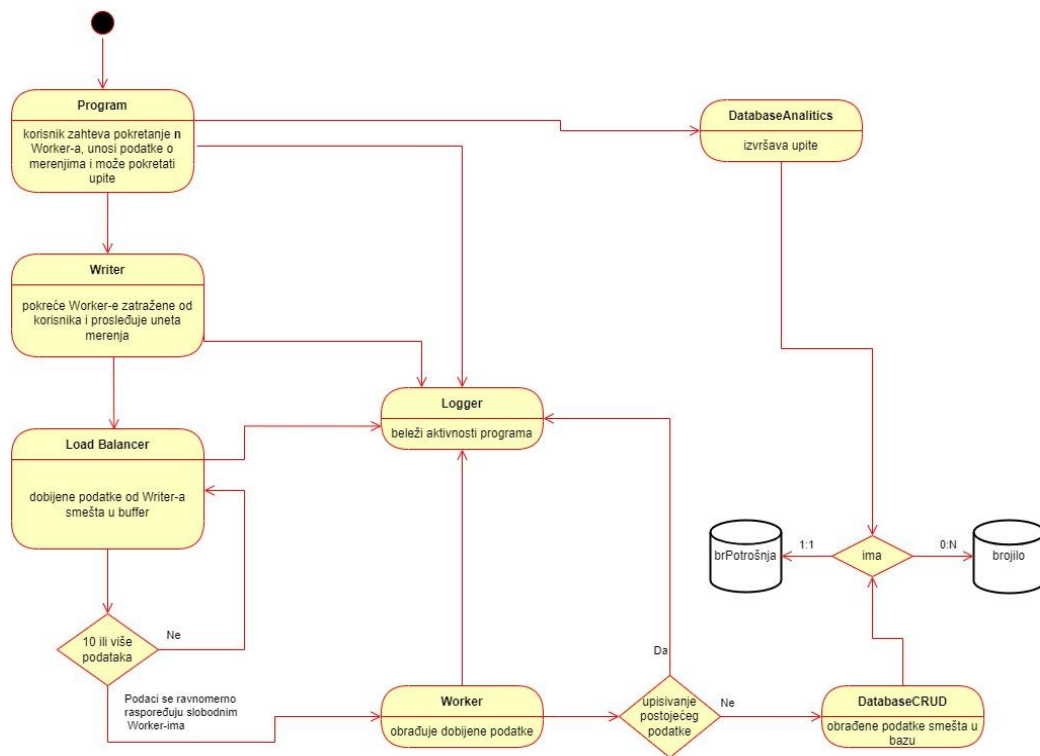 Program
korisnik zahteva pokretanje n
Worker-a, unosi podatke o
merenjima i može pokretati
upite
DatabaseAnalitics
izvršava upite
Writer
pokreće Worker-e zatražene od
korisnika i prosleđuje uneta
merenja
Logger
beleži aktivnosti programa
Load Balancer
dobijene podatke od Writer-a
smešta u buffer
brPotrošnja
1:1
ima
0:N
brojilo
10 ili više
podataka
Ne
Podaci se ravnomerno
raspoređuju slobodnim
Worker-ima
Worker
obrađuje dobijene podatke
Da
upisivanje
postojećeg
podatke
Ne
DatabaseCRUD
obrađene podatke smešta u
bazu